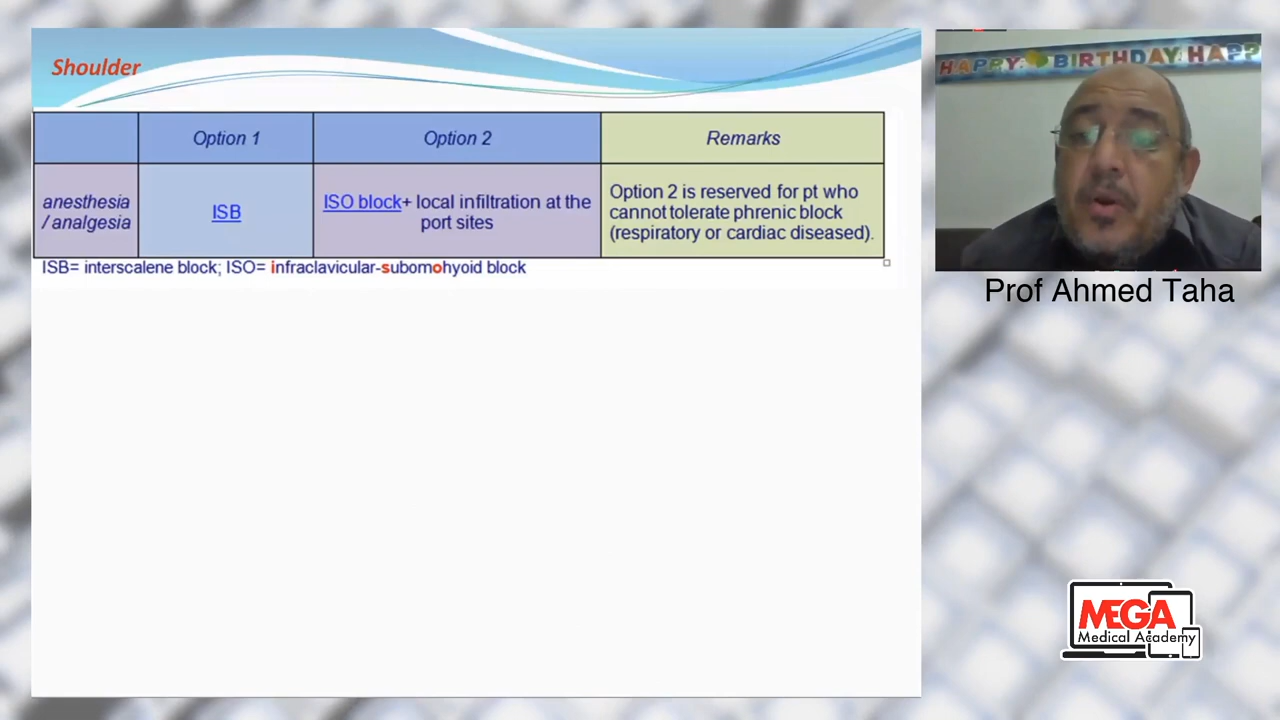 Shoulder
Option 1
Option 2
Remarks
anesthesia
/ analgesia
ISB
ISO block+ local infiltration at the
port sites
Option 2 is reserved for pt who
cannot tolerate phrenic block
(respiratory or cardiac diseased).
ISB= interscalene block; ISO= infraclavicular-subomohyoid block
HAPPY BIRTHDAY HAPP
Prof Ahmed Taha
MEGA
Medical Academy